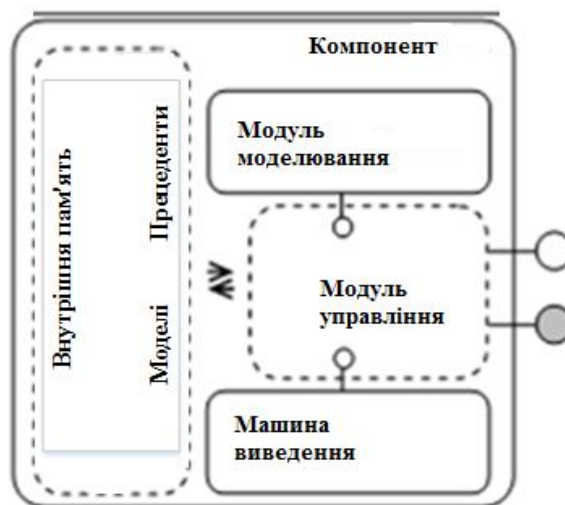 Компонент
Внутрішня пам'ять
Моделі Прецеденти
Модуль
моделювання
Модуль
управління
Машина
виведення